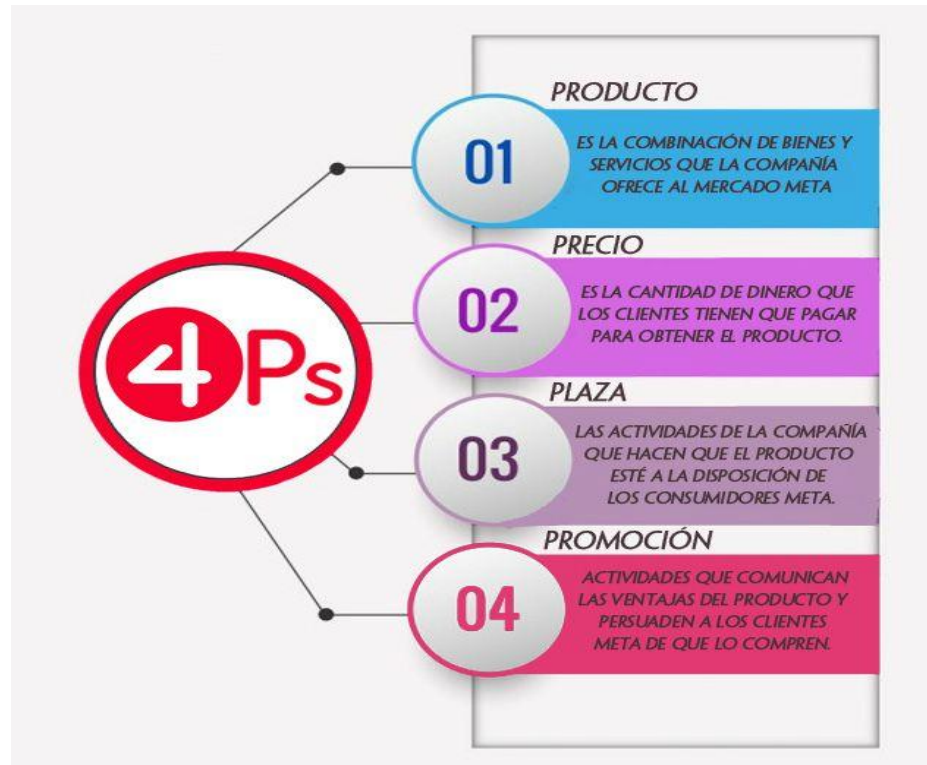 PRODUCTO
01
ES LA COMBINACIÓN DE BIENES Y
SERVICIOS QUE LA COMPAÑÍA
OFRECE AL MERCADO META
PRECIO
02
ES LA CANTIDAD DE DINERO QUE
LOS CLIENTES TIENEN QUE PAGAR
PARA OBTENER EL PRODUCTO.
4Ps
PLAZA
03
LAS ACTIVIDADES DE LA COMPAÑÍA
QUE HACEN QUE EL PRODUCTO
ESTÉ A LA DISPOSICIÓN DE
LOS CONSUMIDORES META.
PROMOCIÓN
04
ACTIVIDADES QUE COMUNICAN
LAS VENTAJAS DEL PRODUCTO Y
PERSUADEN A LOS CLIENTES
META DE QUE LO COMPREN.